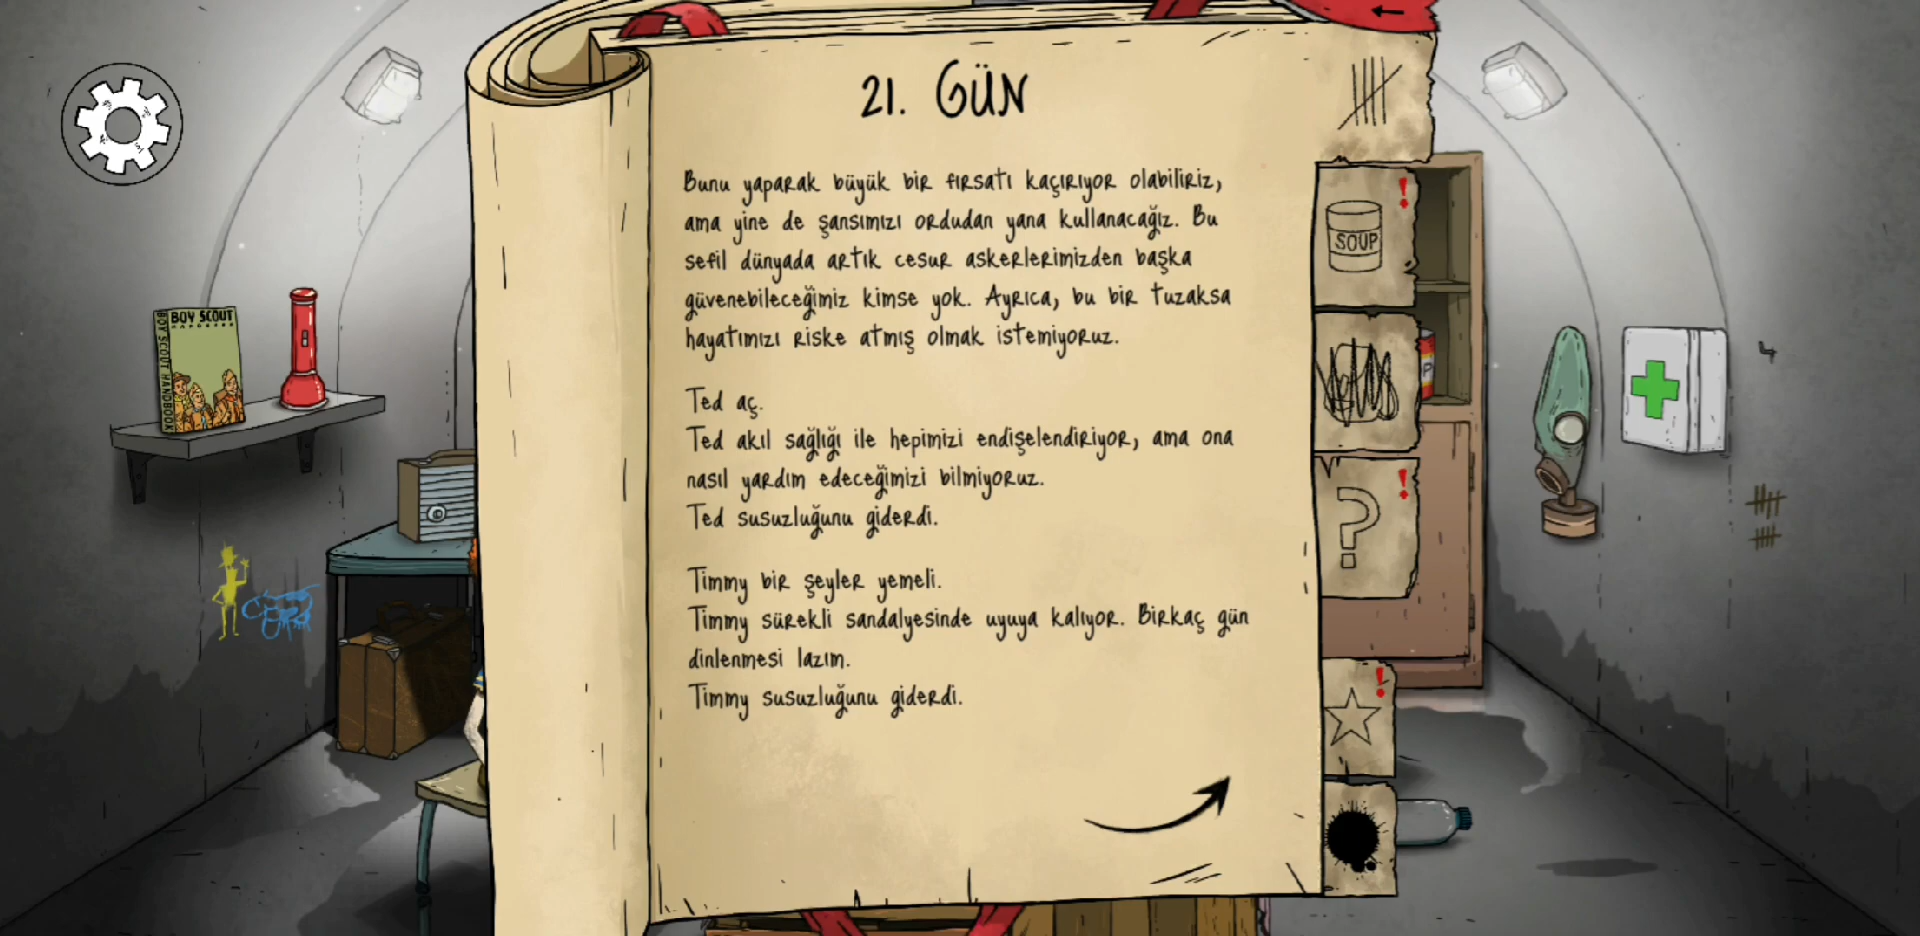 21. GÜN
Bunu yaparak büyük bir fırsatı kaçırıyor olabiliriz,
ama yine de şansımızı ordudan yana kullanacağız. Bu
sefil dünyada artık cesur askerlerimizden başka
güvenebileceğimiz kimse yok. Ayrıca, bu bir tuzaksa
hayatımızı riske atmış olmak istemiyoruz.
Ted aç.
Ted akıl sağlığı ile hepimizi endişelendiriyor, ama ona
nasıl yardım edeceğimizi bilmiyoruz.
Ted susuzluğunu giderdi.
Timmy bir şeyler yemeli.
Timmy sürekli sandalyesinde uyuya kalıyor. Birkaç gün
dinlenmesi lazım.
Timmy susuzluğunu giderdi.
SOUP
!
?
!
!
BOY SCOUT
HANDBOOK
BOY SCOUT HANDBOOK